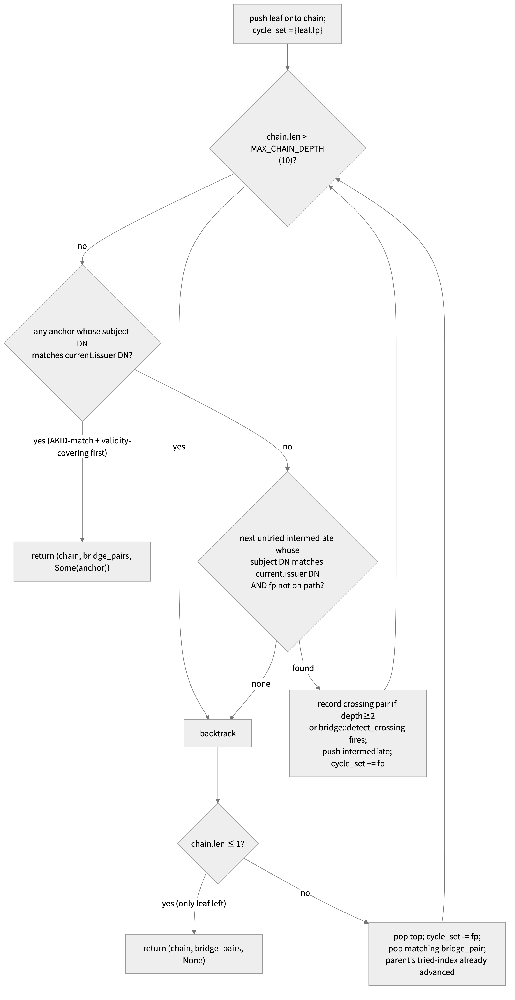 push leaf onto chain;
cycle_set = {leaf.fp}
chain.len >
MAX_CHAIN_DEPTH
(10)?
no
any anchor whose subject
DN
matches current.issuer DN?
yes (AKID-match + validity-
covering first)
yes
no
next untried intermediate
whose
subject DN matches
current.issuer DN
AND fp not on path?
return (chain, bridge_pairs,
Some(anchor))
found
none
record crossing pair if
depth≥2
or bridge::detect_crossing
fires;
push intermediate;
cycle_set += fp
backtrack
chain.len ≤ 1?
no
yes (only leaf left)
pop top; cycle_set -= fp;
pop matching bridge_pair;
parent's tried-index already
advanced
return (chain, bridge_pairs,
None)